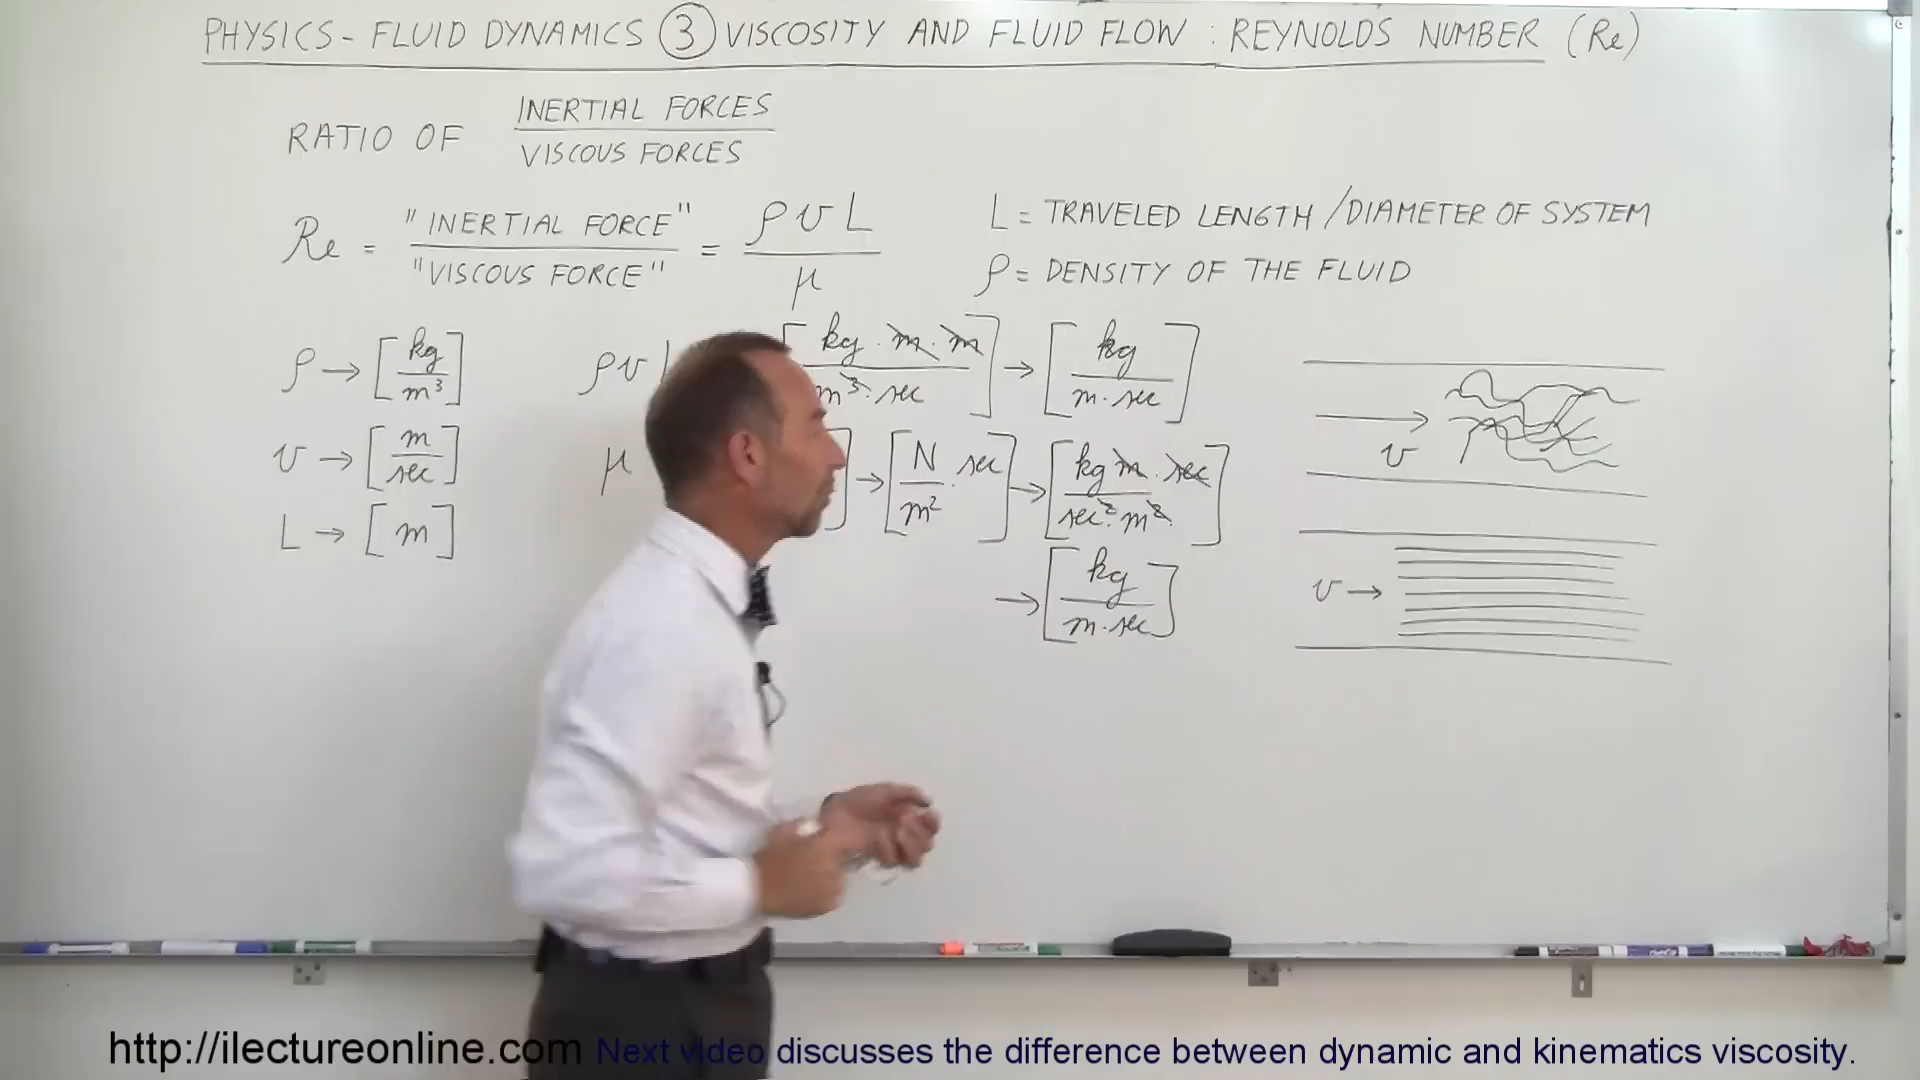 PHYSICS - FLUID DYNAMICS ③ VISCOSITY AND FLUID FLOW : REYNOLDS NUMBER (Re)
RATIO OF INERTIAL FORCES / VISCOUS FORCES
Re = "INERTIAL FORCE" / "VISCOUS FORCE" = ρ v L / μ
L = TRAVELED LENGTH / DIAMETER OF SYSTEM
ρ = DENSITY OF THE FLUID
ρ → [kg / m³]
v → [m / sec]
L → [m]
ρ v L [kg · m · m / m³ · sec] → [kg / m · sec]
μ ] → [N / m² · sec] → [kg m · sec / sec² · m²]
→ [kg / m · sec]
v
v →
http://ilectureonline.com Next video discusses the difference between dynamic and kinematics viscosity.